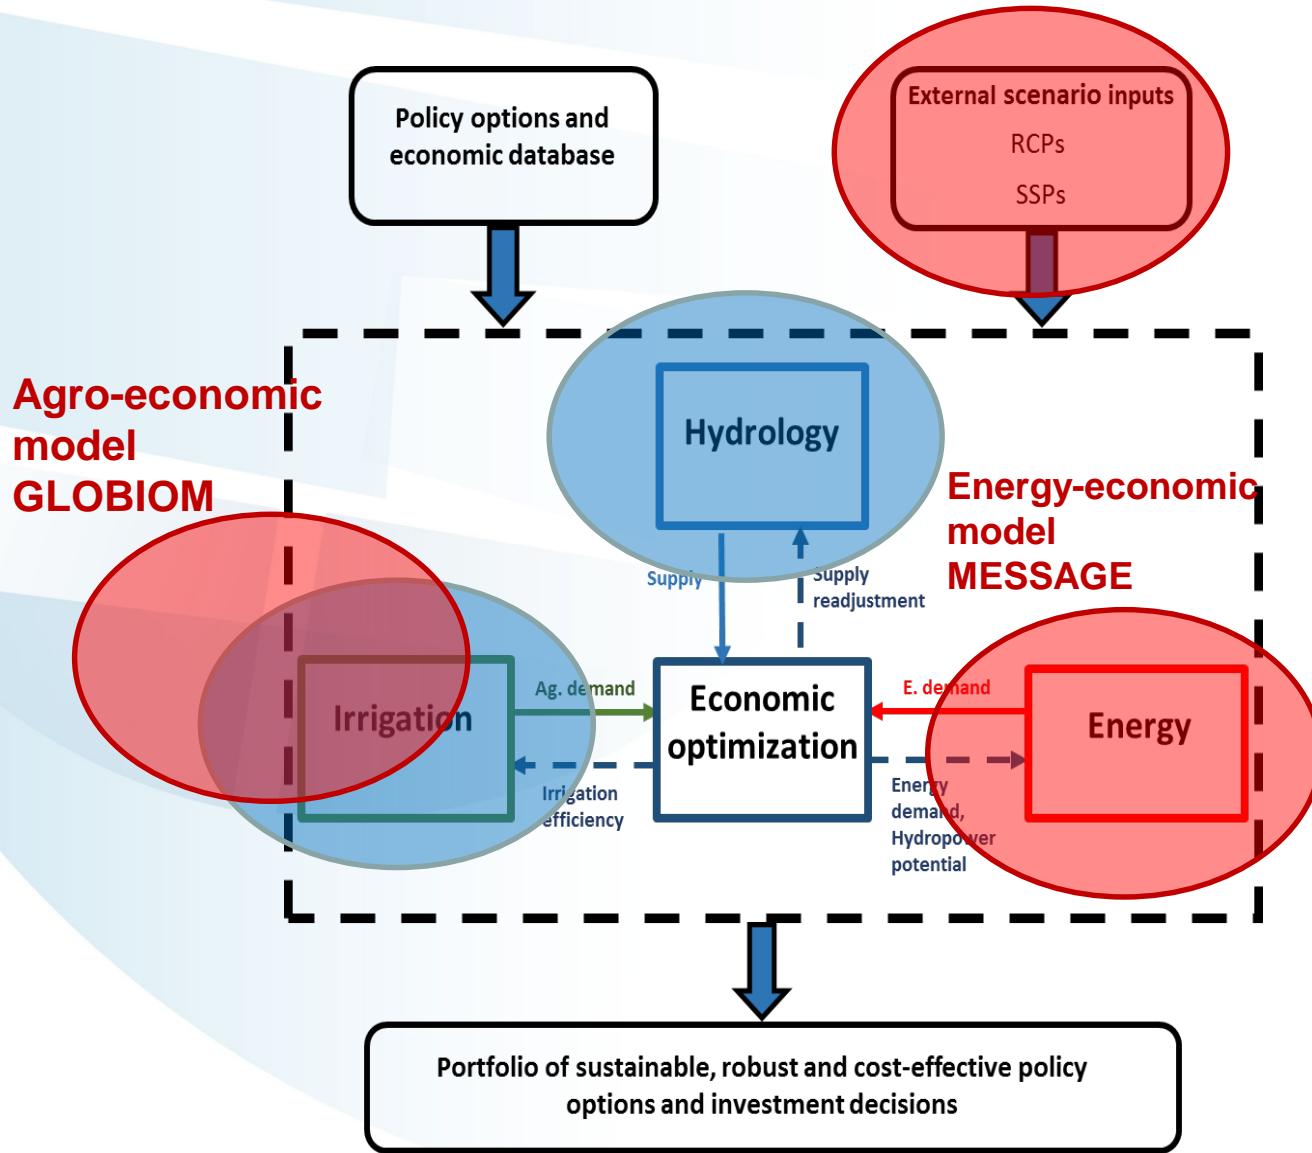 Policy options and
economic database
External scenario inputs
RCPs
SSPs
Agro-economic
model
GLOBIOM
Hydrology
Energy-economic
model
MESSAGE
Supply
Supply
readjustment
Irrigation
Ag. demand
Economic
optimization
E. demand
Energy
Irrigation
efficiency
Energy
demand,
Hydropower
potential
Portfolio of sustainable, robust and cost-effective policy
options and investment decisions